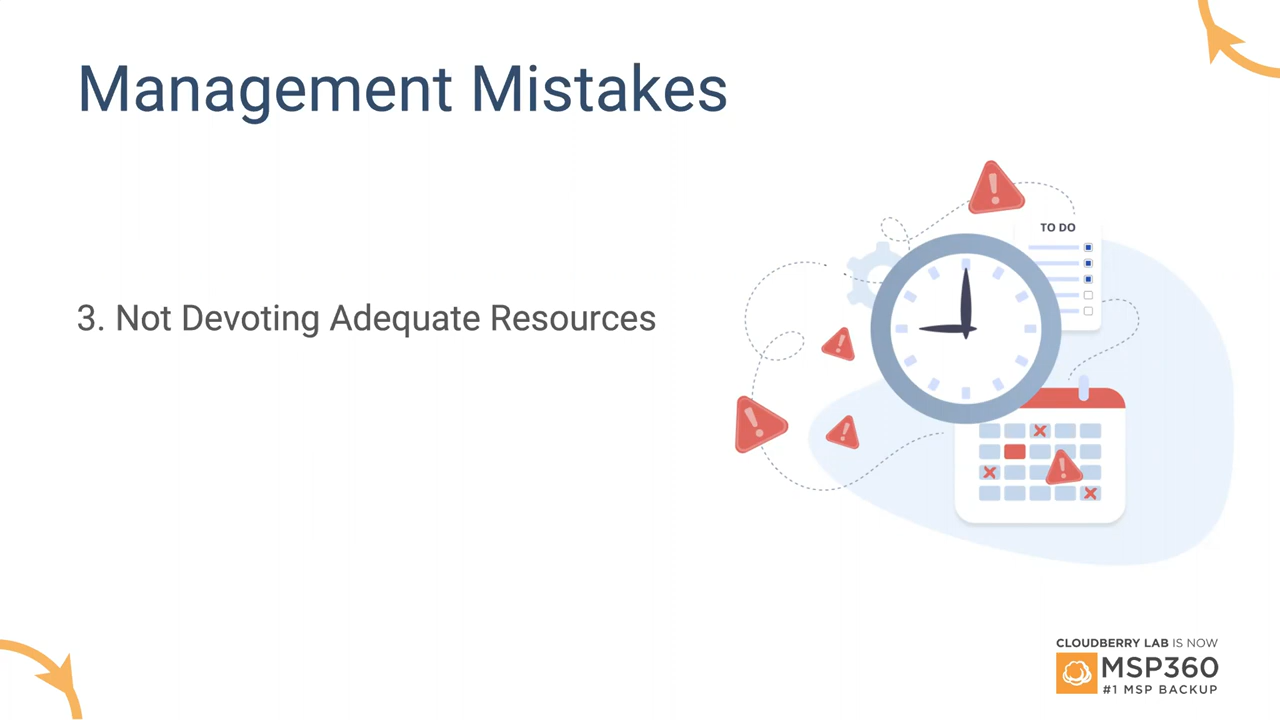 Management Mistakes
TO DO
3. Not Devoting Adequate Resources
CLOUDBERRY LAB IS NOW
MSP360
#1 MSP BACKUP